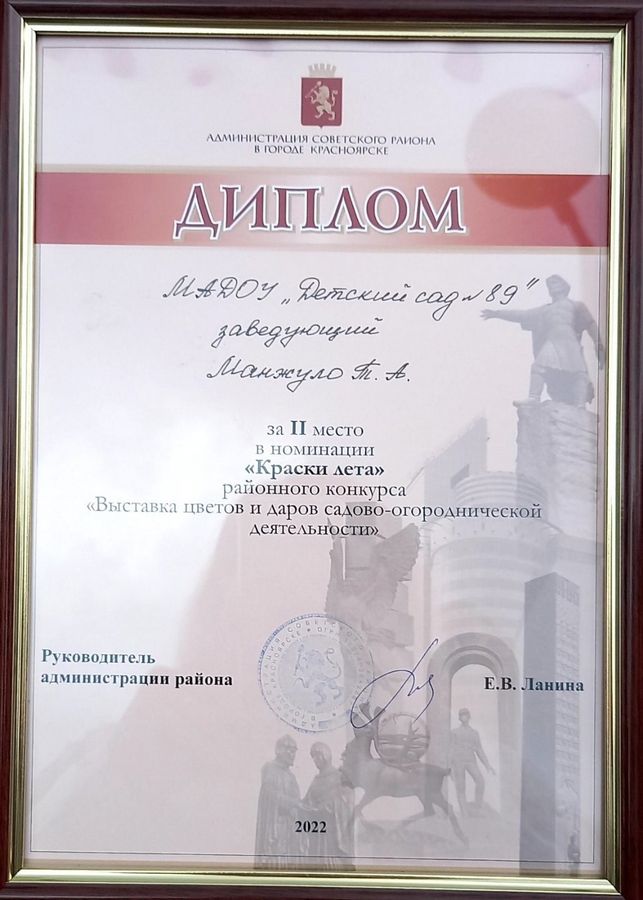 АДМИНИСТРАЦИЯ СОВЕТСКОГО РАЙОНА
В ГОРОДЕ КРАСНОЯРСКЕ
ДИПЛОМ
МАДОУ „Детский сад № 89"
заведующий
Манжуло Т. А.
за II место
в номинации
«Краски лета»
районного конкурса
«Выставка цветов и даров садово-огороднической
деятельности»
Руководитель
администрации района
Е.В. Ланина
2022